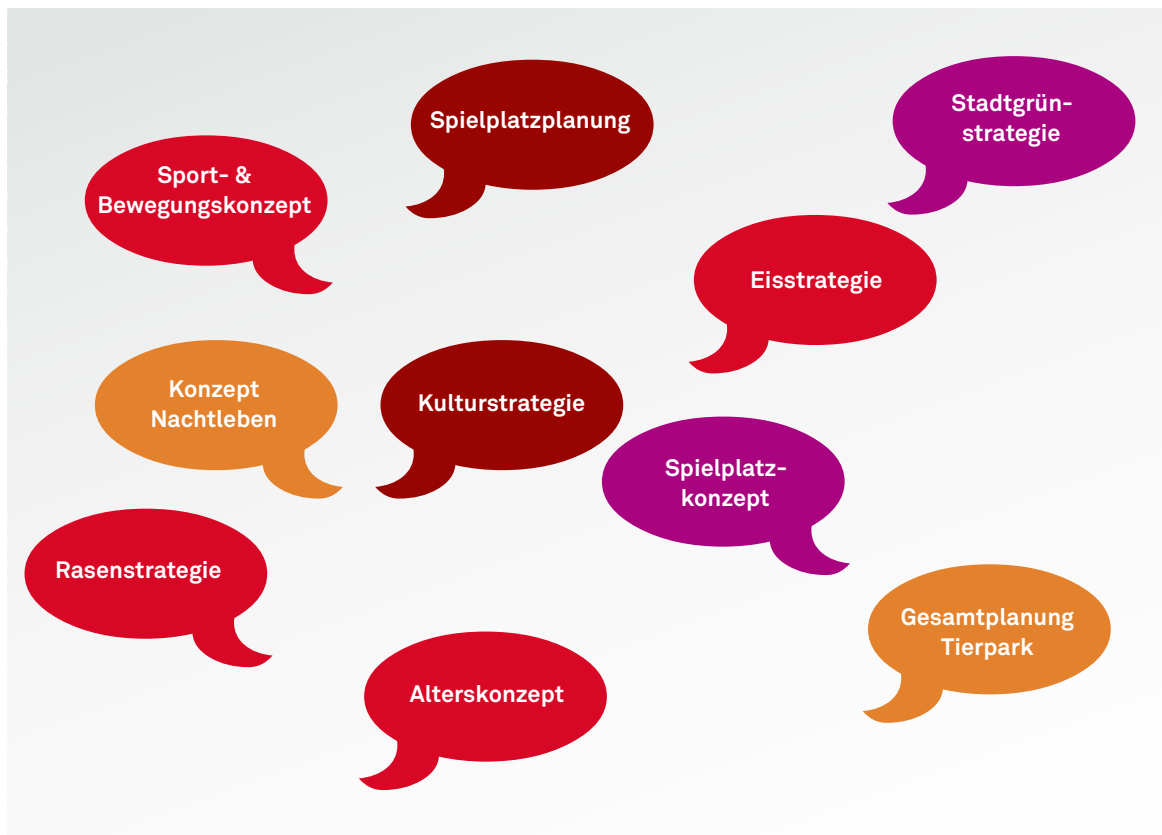 Spielplatzplanung
Stadtgrün-
strategie
Sport- &
Bewegungskonzept
Eisstrategie
Konzept
Nachtleben
Kulturstrategie
Spielplatz-
konzept
Rasenstrategie
Gesamtplanung
Tierpark
Alterskonzept